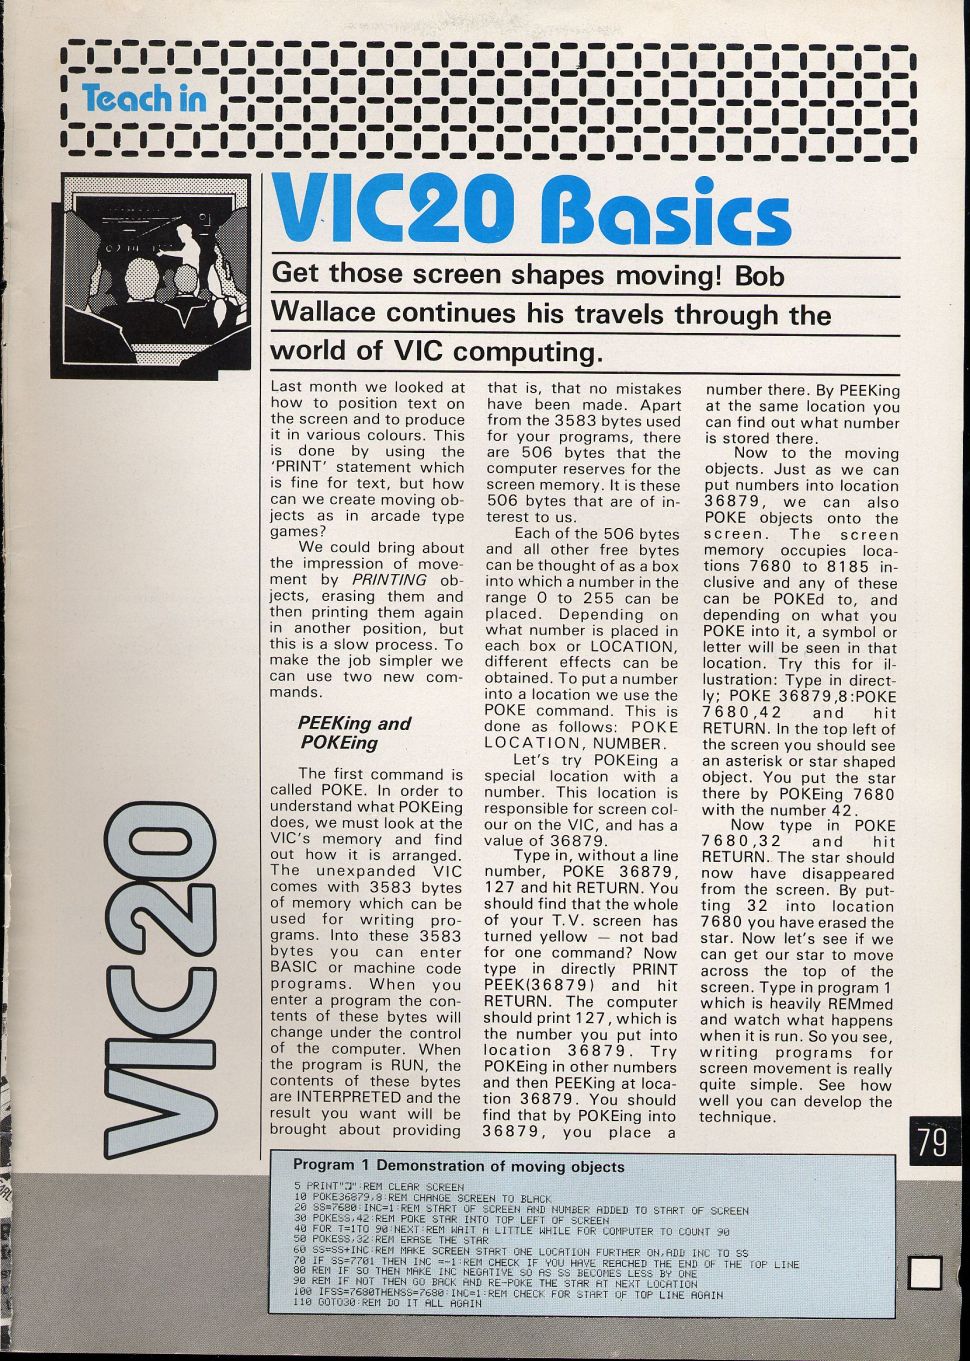 Teach in
VIC20 Basics
Get those screen shapes moving! Bob
Wallace continues his travels through the
world of VIC computing.
Last month we looked at
how to position text on
the screen and to produce
it in various colours. This
is done by using the
'PRINT' statement which
is fine for text, but how
can we create moving ob-
jects as in arcade type
games?
We could bring about
the impression of move-
ment by PRINTING ob-
jects, erasing them and
then printing them again
in another position, but
this is a slow process. To
make the job simpler we
can use two new com-
mands.
PEEKing and
POKEing
The first command is
called POKE. In order to
understand what POKEing
does, we must look at the
VIC's memory and find
out how it is arranged.
The unexpanded VIC
comes with 3583 bytes
of memory which can be
used for writing pro-
grams. Into these 3583
bytes you can enter
BASIC or machine code
programs. When you
enter a program the con-
tents of these bytes will
change under the control
of the computer. When
the program is RUN, the
contents of these bytes
are INTERPRETED and the
result you want will be
brought about providing
that is, that no mistakes
have been made. Apart
from the 3583 bytes used
for your programs, there
are 506 bytes that the
computer reserves for the
screen memory. It is these
506 bytes that are of in-
terest to us.
Each of the 506 bytes
and all other free bytes
can be thought of as a box
into which a number in the
range 0 to 255 can be
placed. Depending on
what number is placed in
each box or LOCATION,
different effects can be
obtained. To put a number
into a location we use the
POKE command. This is
done as follows: POKE
LOCATION, NUMBER.
Let's try POKEing a
special location with a
number. This location is
responsible for screen col-
our on the VIC, and has a
value of 36879.
Type in, without a line
number, POKE 36879,
127 and hit RETURN. You
should find that the whole
of your T.V. screen has
turned yellow — not bad
for one command? Now
type in directly PRINT
PEEK(36879) and hit
RETURN. The computer
should print 127, which is
the number you put into
location 36879. Try
POKEing in other numbers
and then PEEKing at loca-
tion 36879. You should
find that by POKEing into
36879, you place a
number there. By PEEKing
at the same location you
can find out what number
is stored there.
Now to the moving
objects. Just as we can
put numbers into location
36879, we can also
POKE objects onto the
screen. The screen
memory occupies loca-
tions 7680 to 8185 in-
clusive and any of these
can be POKEd to, and
depending on what you
POKE into it, a symbol or
letter will be seen in that
location. Try this for il-
lustration: Type in direct-
ly; POKE 36879,8:POKE
7680,42 and hit
RETURN. In the top left of
the screen you should see
an asterisk or star shaped
object. You put the star
there by POKEing 7680
with the number 42.
Now type in POKE
7680,32 and hit
RETURN. The star should
now have disappeared
from the screen. By put-
ting 32 into location
7680 you have erased the
star. Now let's see if we
can get our star to move
across the top of the
screen. Type in program 1
which is heavily REMmed
and watch what happens
when it is run. So you see,
writing programs for
screen movement is really
quite simple. See how
well you can develop the
technique.
VIC20
79
Program 1 Demonstration of moving objects
5 PRINT"":REM CLEAR SCREEN
10 POKE36879,8:REM CHANGE SCREEN TO BLACK
20 SS=7680:INC=1:REM START OF SCREEN AND NUMBER ADDED TO START OF SCREEN
30 POKESS,42:REM POKE STAR INTO TOP LEFT OF SCREEN
40 FOR T=1TO 90:NEXT:REM WAIT A LITTLE WHILE FOR COMPUTER TO COUNT 90
50 POKESS,32:REM ERASE THE STAR
60 SS=SS+INC:REM MAKE SCREEN START ONE LOCATION FURTHER ON,ADD INC TO SS
70 IF SS=7701 THEN INC =-1:REM CHECK IF YOU HAVE REACHED THE END OF THE TOP LINE
80 REM IF SO THEN MAKE INC NEGATIVE SO AS SS BECOMES LESS BY ONE
90 REM IF NOT THEN GO BACK AND RE-POKE THE STAR AT NEXT LOCATION
100 IFSS=7680THENSS=7680:INC=1:REM CHECK FOR START OF TOP LINE AGAIN
110 GOTO30:REM DO IT ALL AGAIN